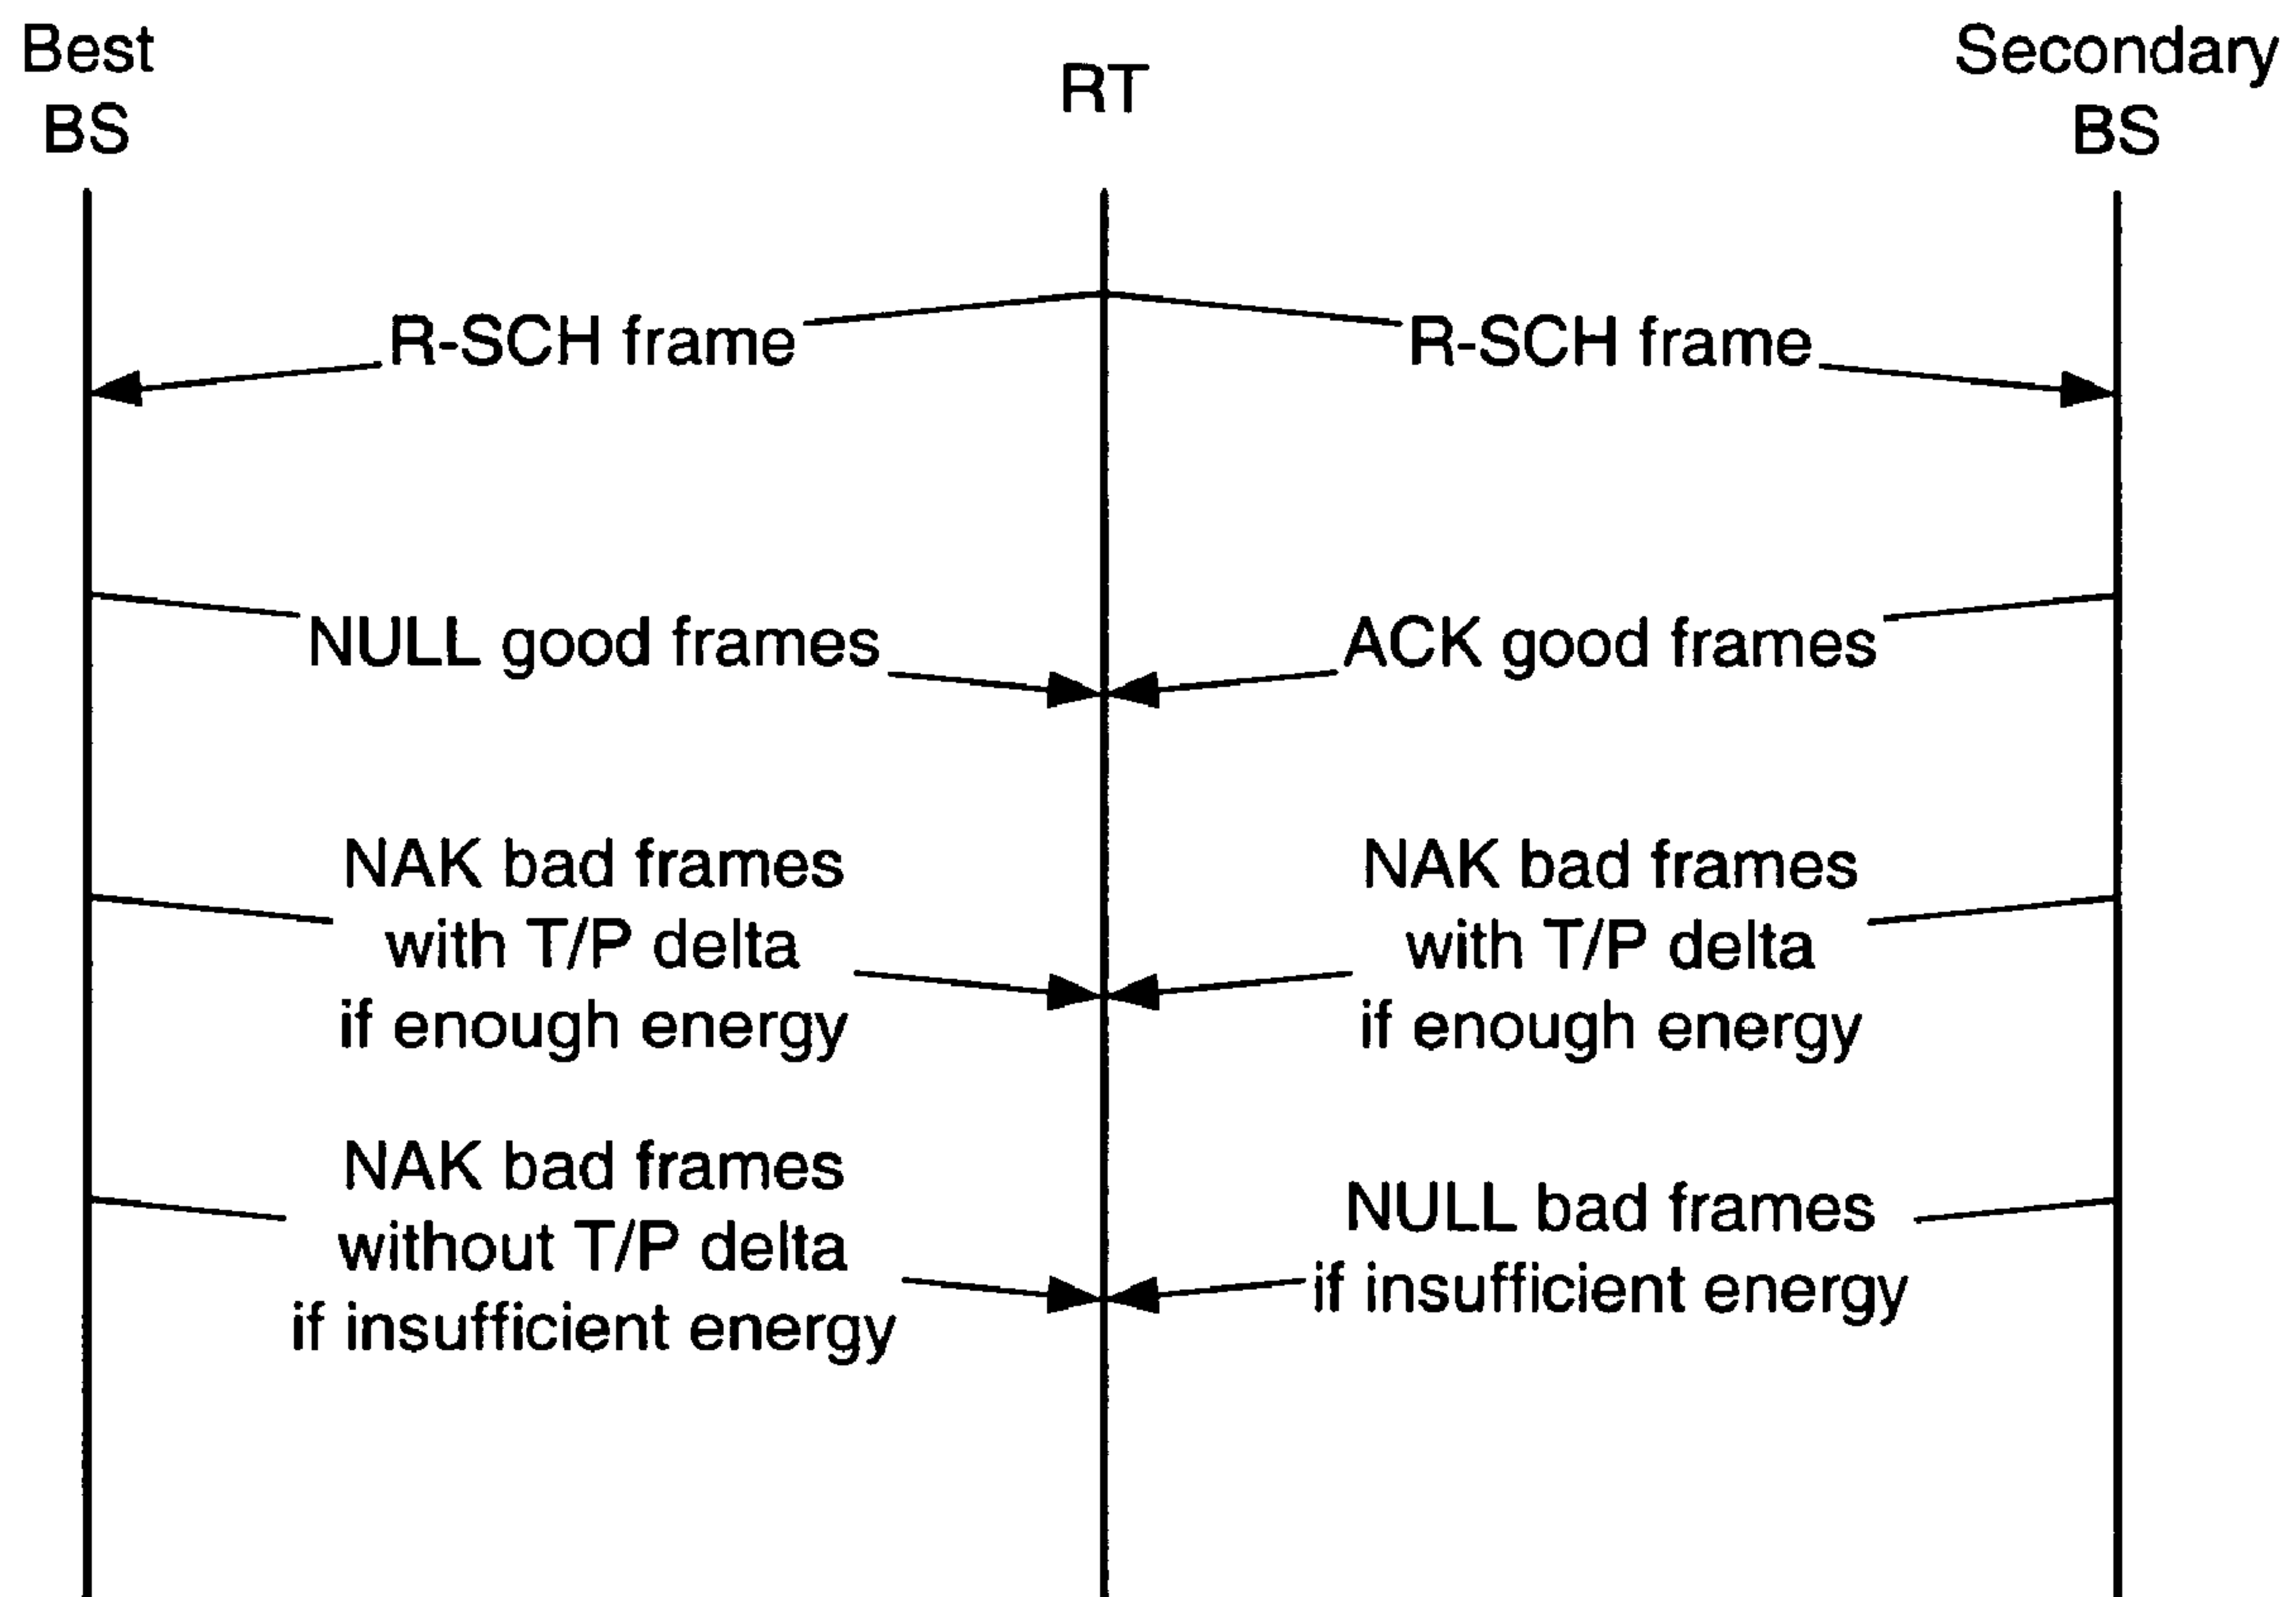 Best
BS
RT
Secondary
BS
R-SCH frame
R-SCH frame
NULL good frames
ACK good frames
NAK bad frames
with T/P delta
if enough energy
NAK bad frames
with T/P delta
if enough energy
NAK bad frames
without T/P delta
if insufficient energy
NULL bad frames
if insufficient energy